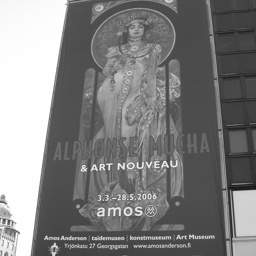 ALPHONSE MUCHA
& ART NOUVEAU
3.3.–28.5.2006
amos
Amos Anderson | taidemuseo | konstmuseum | Art Museum
Yrjönkatu 27 Georgsgatan www.amosanderson.fi